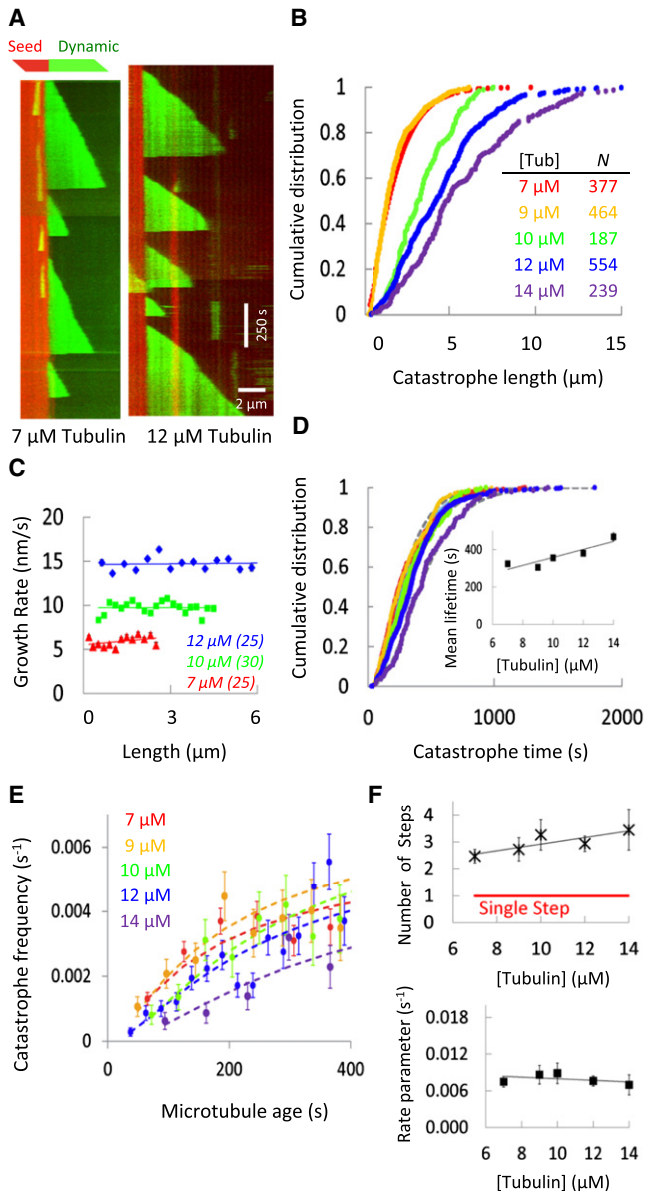 A
Seed
Dynamic
250 s
2 µm
7 µM Tubulin
12 µM Tubulin
B
Cumulative distribution
1
0.8
0.6
0.4
0.2
0
0
5
10
15
Catastrophe length (µm)
[Tub] N
7 µM 377
9 µM 464
10 µM 187
12 µM 554
14 µM 239
C
Growth Rate (nm/s)
20
15
10
5
0
0
3
6
Length (µm)
12 µM (25)
10 µM (30)
7 µM (25)
D
Cumulative distribution
1
0.8
0.6
0.4
0.2
0
0
1000
2000
Catastrophe time (s)
Mean lifetime (s)
400
200
0
6
8
10
12
14
[Tubulin] (µM)
E
Catastrophe frequency (s-1)
0.006
0.004
0.002
0
0
200
400
Microtubule age (s)
7 µM
9 µM
10 µM
12 µM
14 µM
F
Number of Steps
4
3
2
1
0
Single Step
6
8
10
12
14
[Tubulin] (µM)
Rate parameter (s-1)
0.018
0.012
0.006
0.000
6
8
10
12
14
[Tubulin] (µM)